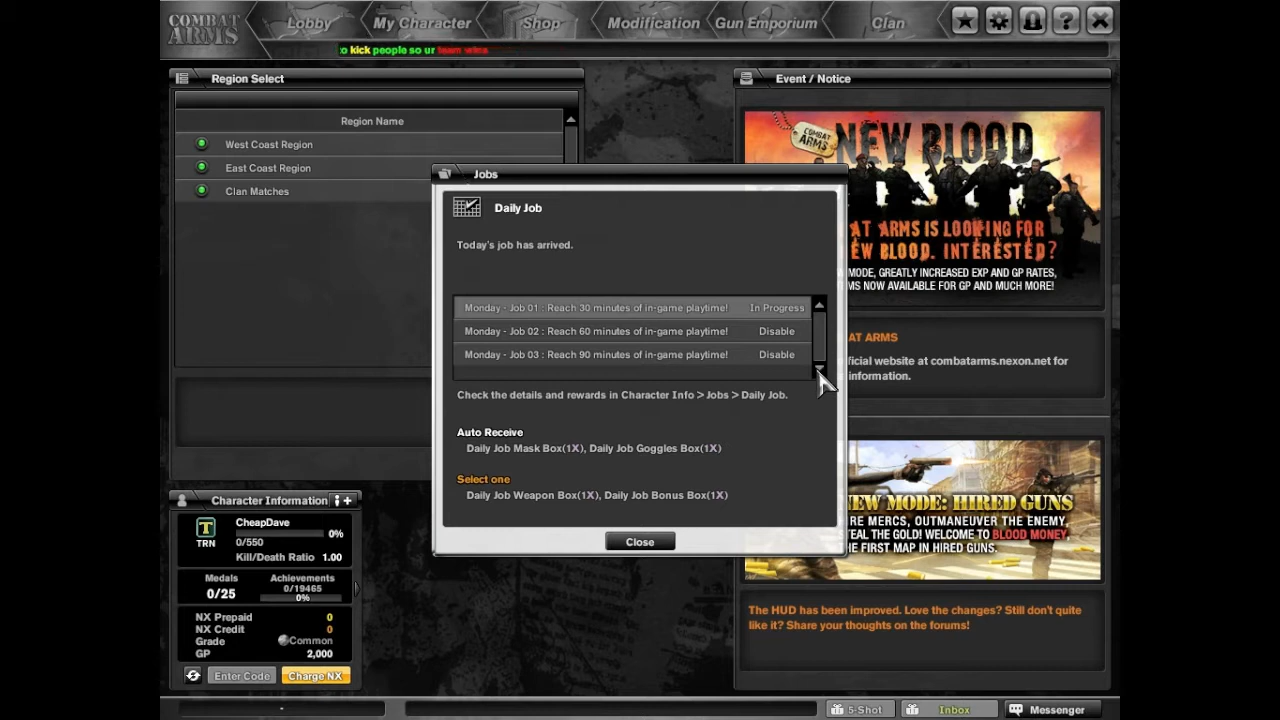 COMBAT ARMS
Lobby
My Character
Shop
Modification
Gun Emporium
Clan
kick people so ur team wins
Region Select
Region Name
West Coast Region
East Coast Region
Clan Matches
Event / Notice
COMBAT ARMS
NEW BLOOD
AT ARMS IS LOOKING FOR
EW BLOOD. INTERESTED?
MODE, GREATLY INCREASED EXP AND GP RATES,
MS NOW AVAILABLE FOR GP AND MUCH MORE!
AT ARMS
ficial website at combatarms.nexon.net for
information.
NEW MODE: HIRED GUNS
RE MERCS, OUTMANEUVER THE ENEMY,
EAL THE GOLD! WELCOME TO BLOOD MONEY,
HE FIRST MAP IN HIRED GUNS.
The HUD has been improved. Love the changes? Still don't quite
like it? Share your thoughts on the forums!
Jobs
Daily Job
Today's job has arrived.
Monday - Job 01 : Reach 30 minutes of in-game playtime! In Progress
Monday - Job 02 : Reach 60 minutes of in-game playtime! Disable
Monday - Job 03 : Reach 90 minutes of in-game playtime! Disable
Check the details and rewards in Character Info > Jobs > Daily Job.
Auto Receive
Daily Job Mask Box(1X), Daily Job Goggles Box(1X)
Select one
Daily Job Weapon Box(1X), Daily Job Bonus Box(1X)
Close
Character Information
T
TRN
CheapDave
0%
0/550
Kill/Death Ratio 1.00
Medals
0/25
Achievements
0/19465
0%
NX Prepaid 0
NX Credit 0
Grade Common
GP 2,000
Enter Code
Charge NX
5-Shot
Inbox
Messenger